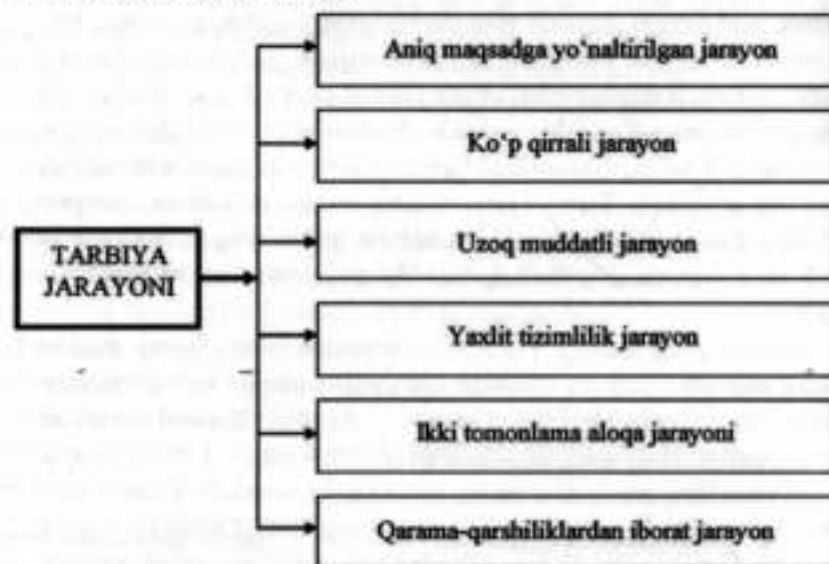 Aniq maqsadga yo‘naltirilgan jarayon
Ko‘p qirrali jarayon
Uzoq muddatli jarayon
TARBIYA
JARAYONI
Yaxlit tizimlilik jarayon
Ikki tomonlama aloqa jarayoni
Qarama-qarshiliklardan iborat jarayon